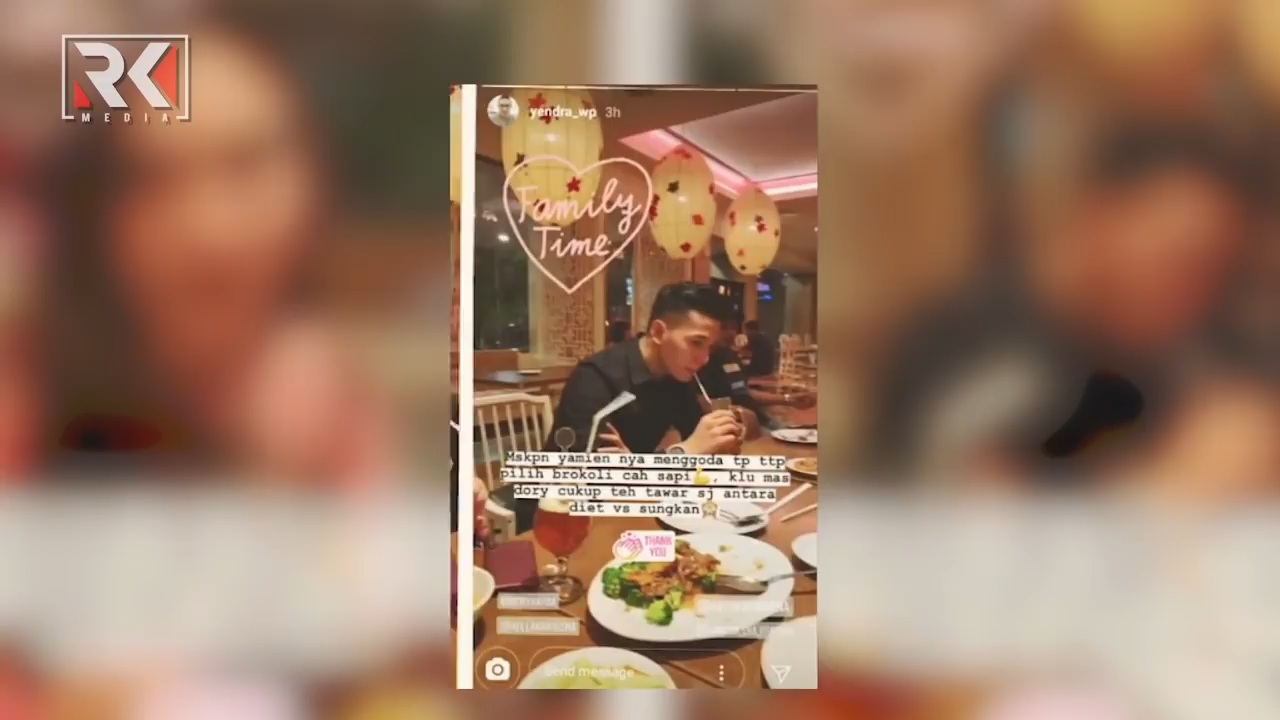 RK
MEDIA
yendra_wp 3h
Family
Time
Mskpn yamien nya menggoda tp ttp
pilih brokoli cah sapi💪, klu mas
dory cukup teh tawar sj antara
diet vs sungkan🙈
THANK
YOU
Send message